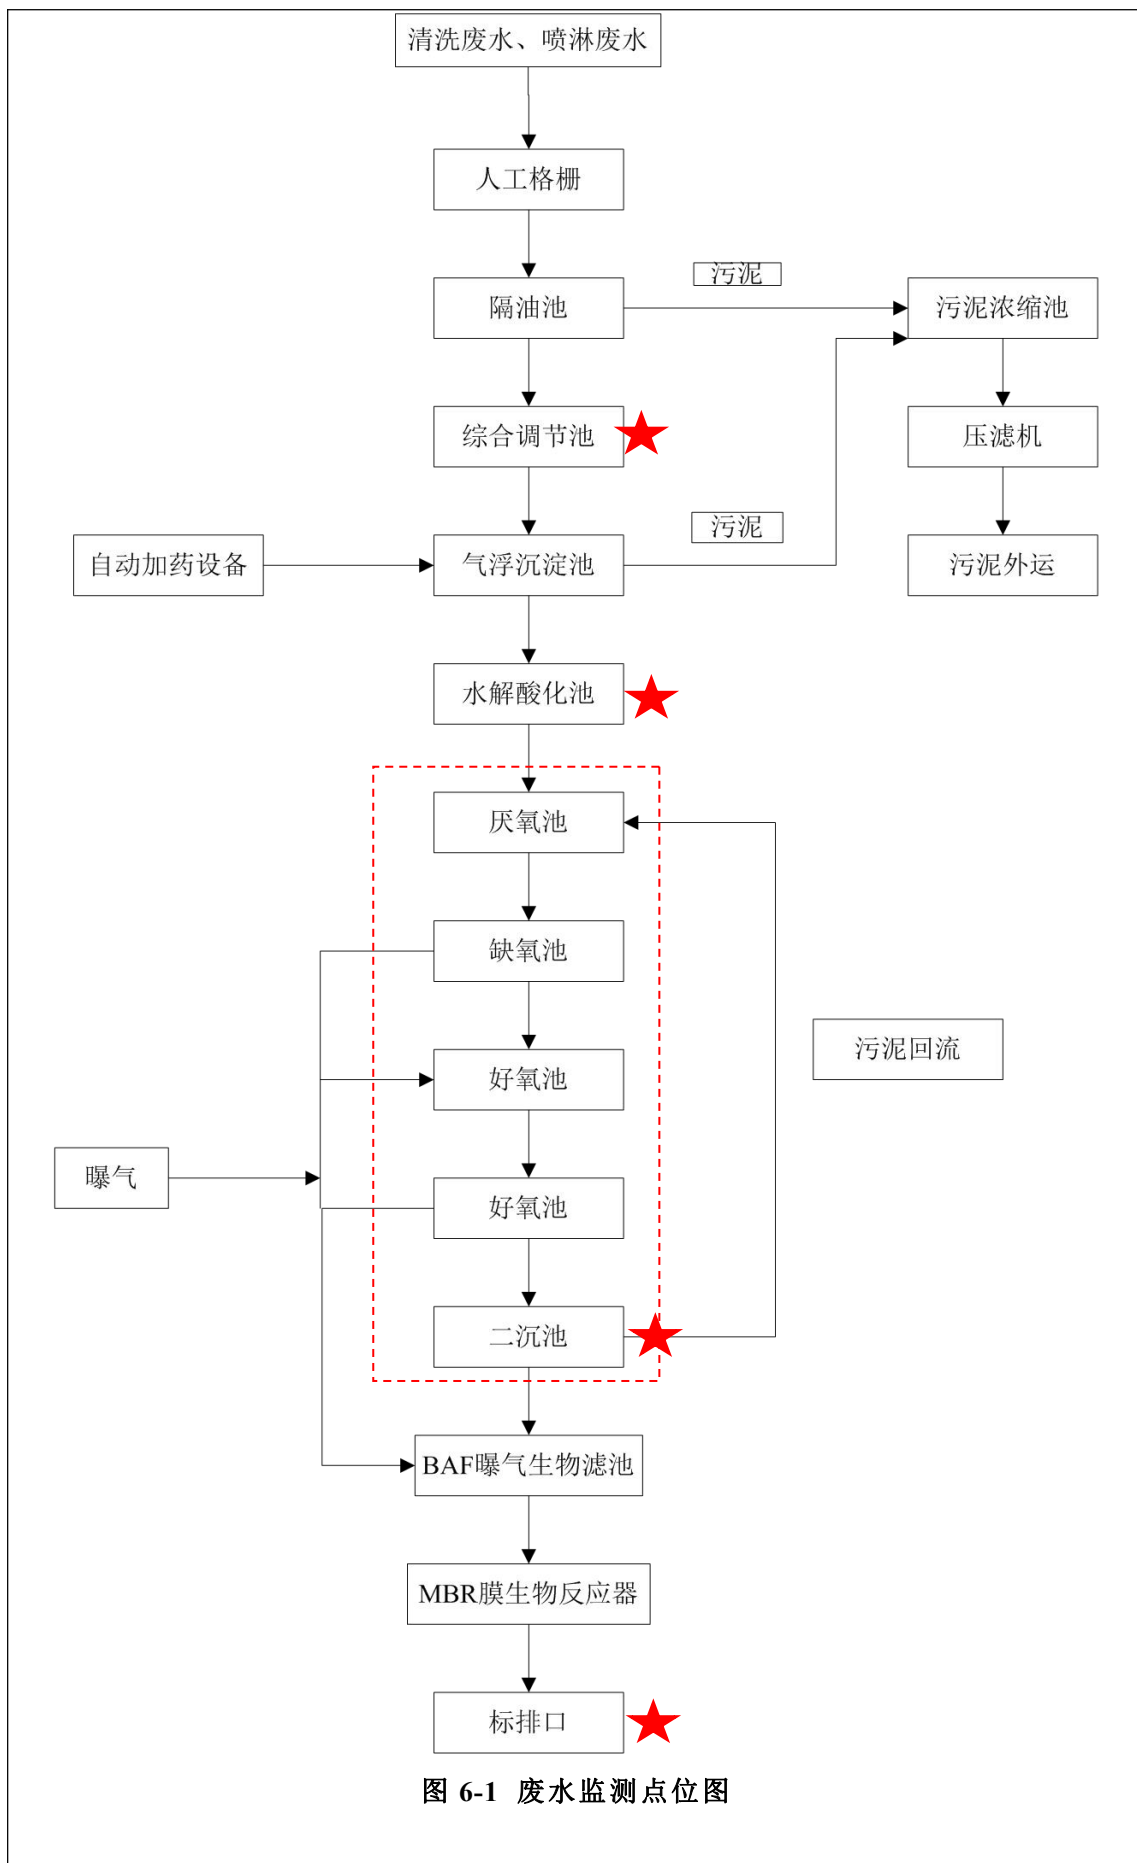 清洗废水、喷淋废水
人工格栅
污泥
隔油池
污泥浓缩池
综合调节池
压滤机
污泥
自动加药设备
气浮沉淀池
污泥外运
水解酸化池
厌氧池
缺氧池
污泥回流
好氧池
曝气
好氧池
二沉池
BAF曝气生物滤池
MBR膜生物反应器
标排口
图 6-1 废水监测点位图